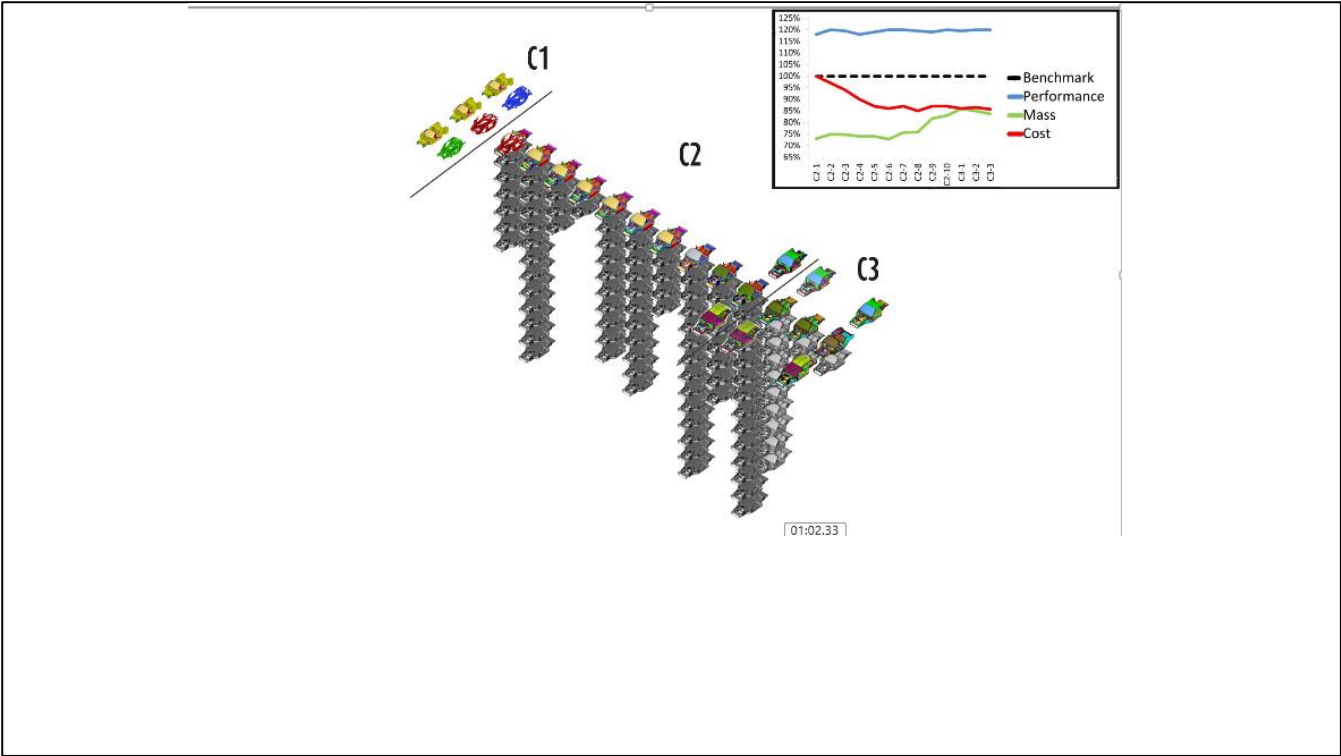 C1
C2
C3
125%
120%
115%
110%
105%
100%
95%
90%
85%
80%
75%
70%
65%
C2-1
C2-2
C2-3
C2-4
C2-5
C2-6
C2-7
C2-8
C2-9
C2-10
C3-1
C3-2
C3-3
Benchmark
Performance
Mass
Cost
01:02.33